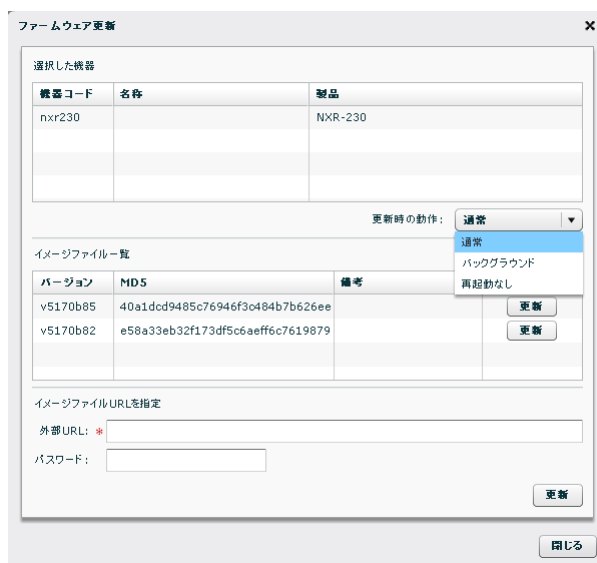 ファームウェア更新
選択した機器
機器コード 名称 製品
nxr230 NXR-230
更新時の動作: 通常
通常
バックグラウンド
再起動なし
イメージファイル一覧
バージョン MD5 備考
v5170b85 40a1dcd9485c76946f3c484b7b626ee 更新
v5170b82 e58a33eb32f173df5c6aeff6c7619879 更新
イメージファイルURLを指定
外部URL: *
パスワード:
更新
閉じる